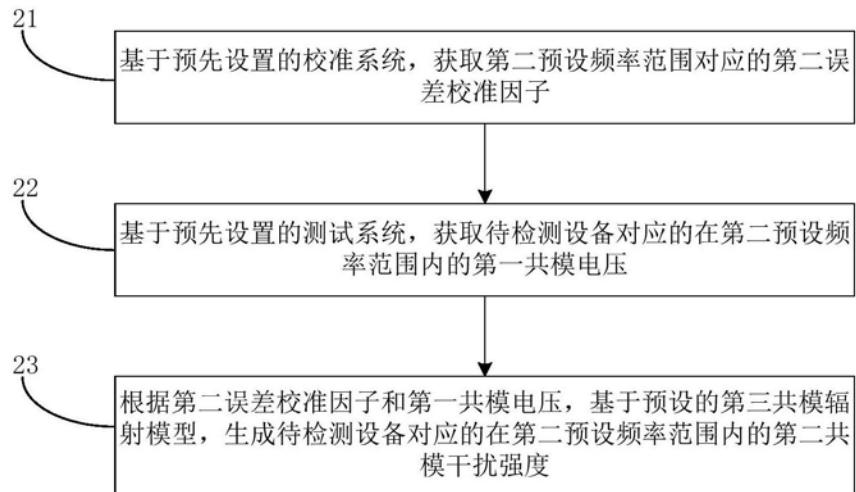 21
基于预先设置的校准系统，获取第二预设频率范围对应的第二误
差校准因子
22
基于预先设置的测试系统，获取待检测设备对应的在第二预设频
率范围内的第一共模电压
23
根据第二误差校准因子和第一共模电压，基于预设的第三共模辐
射模型，生成待检测设备对应的在第二预设频率范围内的第二共
模干扰强度